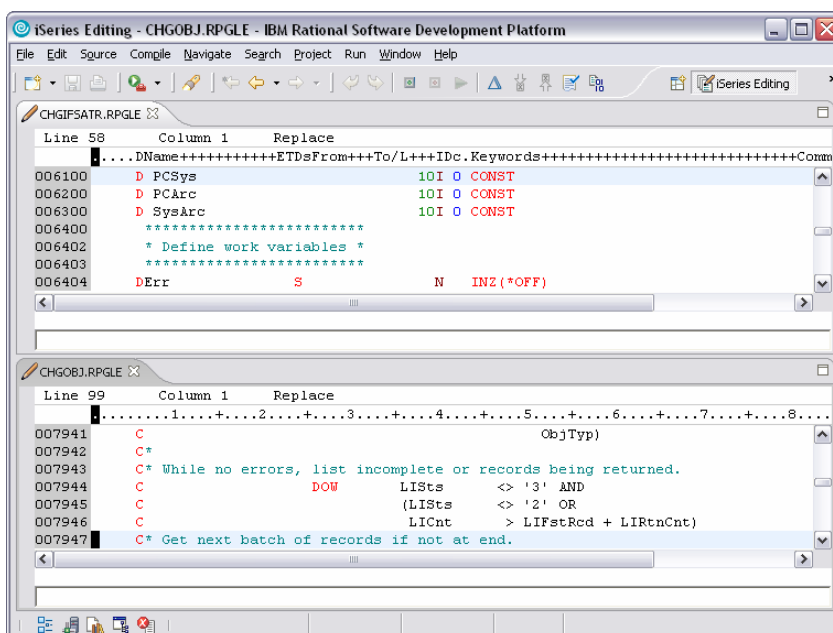 iSeries Editing - CHGOBJ.RPGLE - IBM Rational Software Development Platform
File Edit Source Compile Navigate Search Project Run Window Help
iSeries Editing
CHGIFSATR.RPGLE
Line 58 Column 1 Replace
.....DName+++++++++++ETDsFrom+++To/L+++IDc.Keywords+++++++++++++++++++++++++++++Comm
006100 D PCSys 10I 0 CONST
006200 D PCArc 10I 0 CONST
006300 D SysArc 10I 0 CONST
006400 *************************
006402 * Define work variables *
006403 *************************
006404 DErr S N INZ(*OFF)
CHGOBJ.RPGLE
Line 99 Column 1 Replace
.........1....+....2....+....3....+....4....+....5....+....6....+....7....+....8....
007941 C ObjTyp)
007942 C*
007943 C* While no errors, list incomplete or records being returned.
007944 C DOW LISts <> '3' AND
007945 C (LISts <> '2' OR
007946 C LICnt > LIFstRcd + LIRtnCnt)
007947 C* Get next batch of records if not at end.